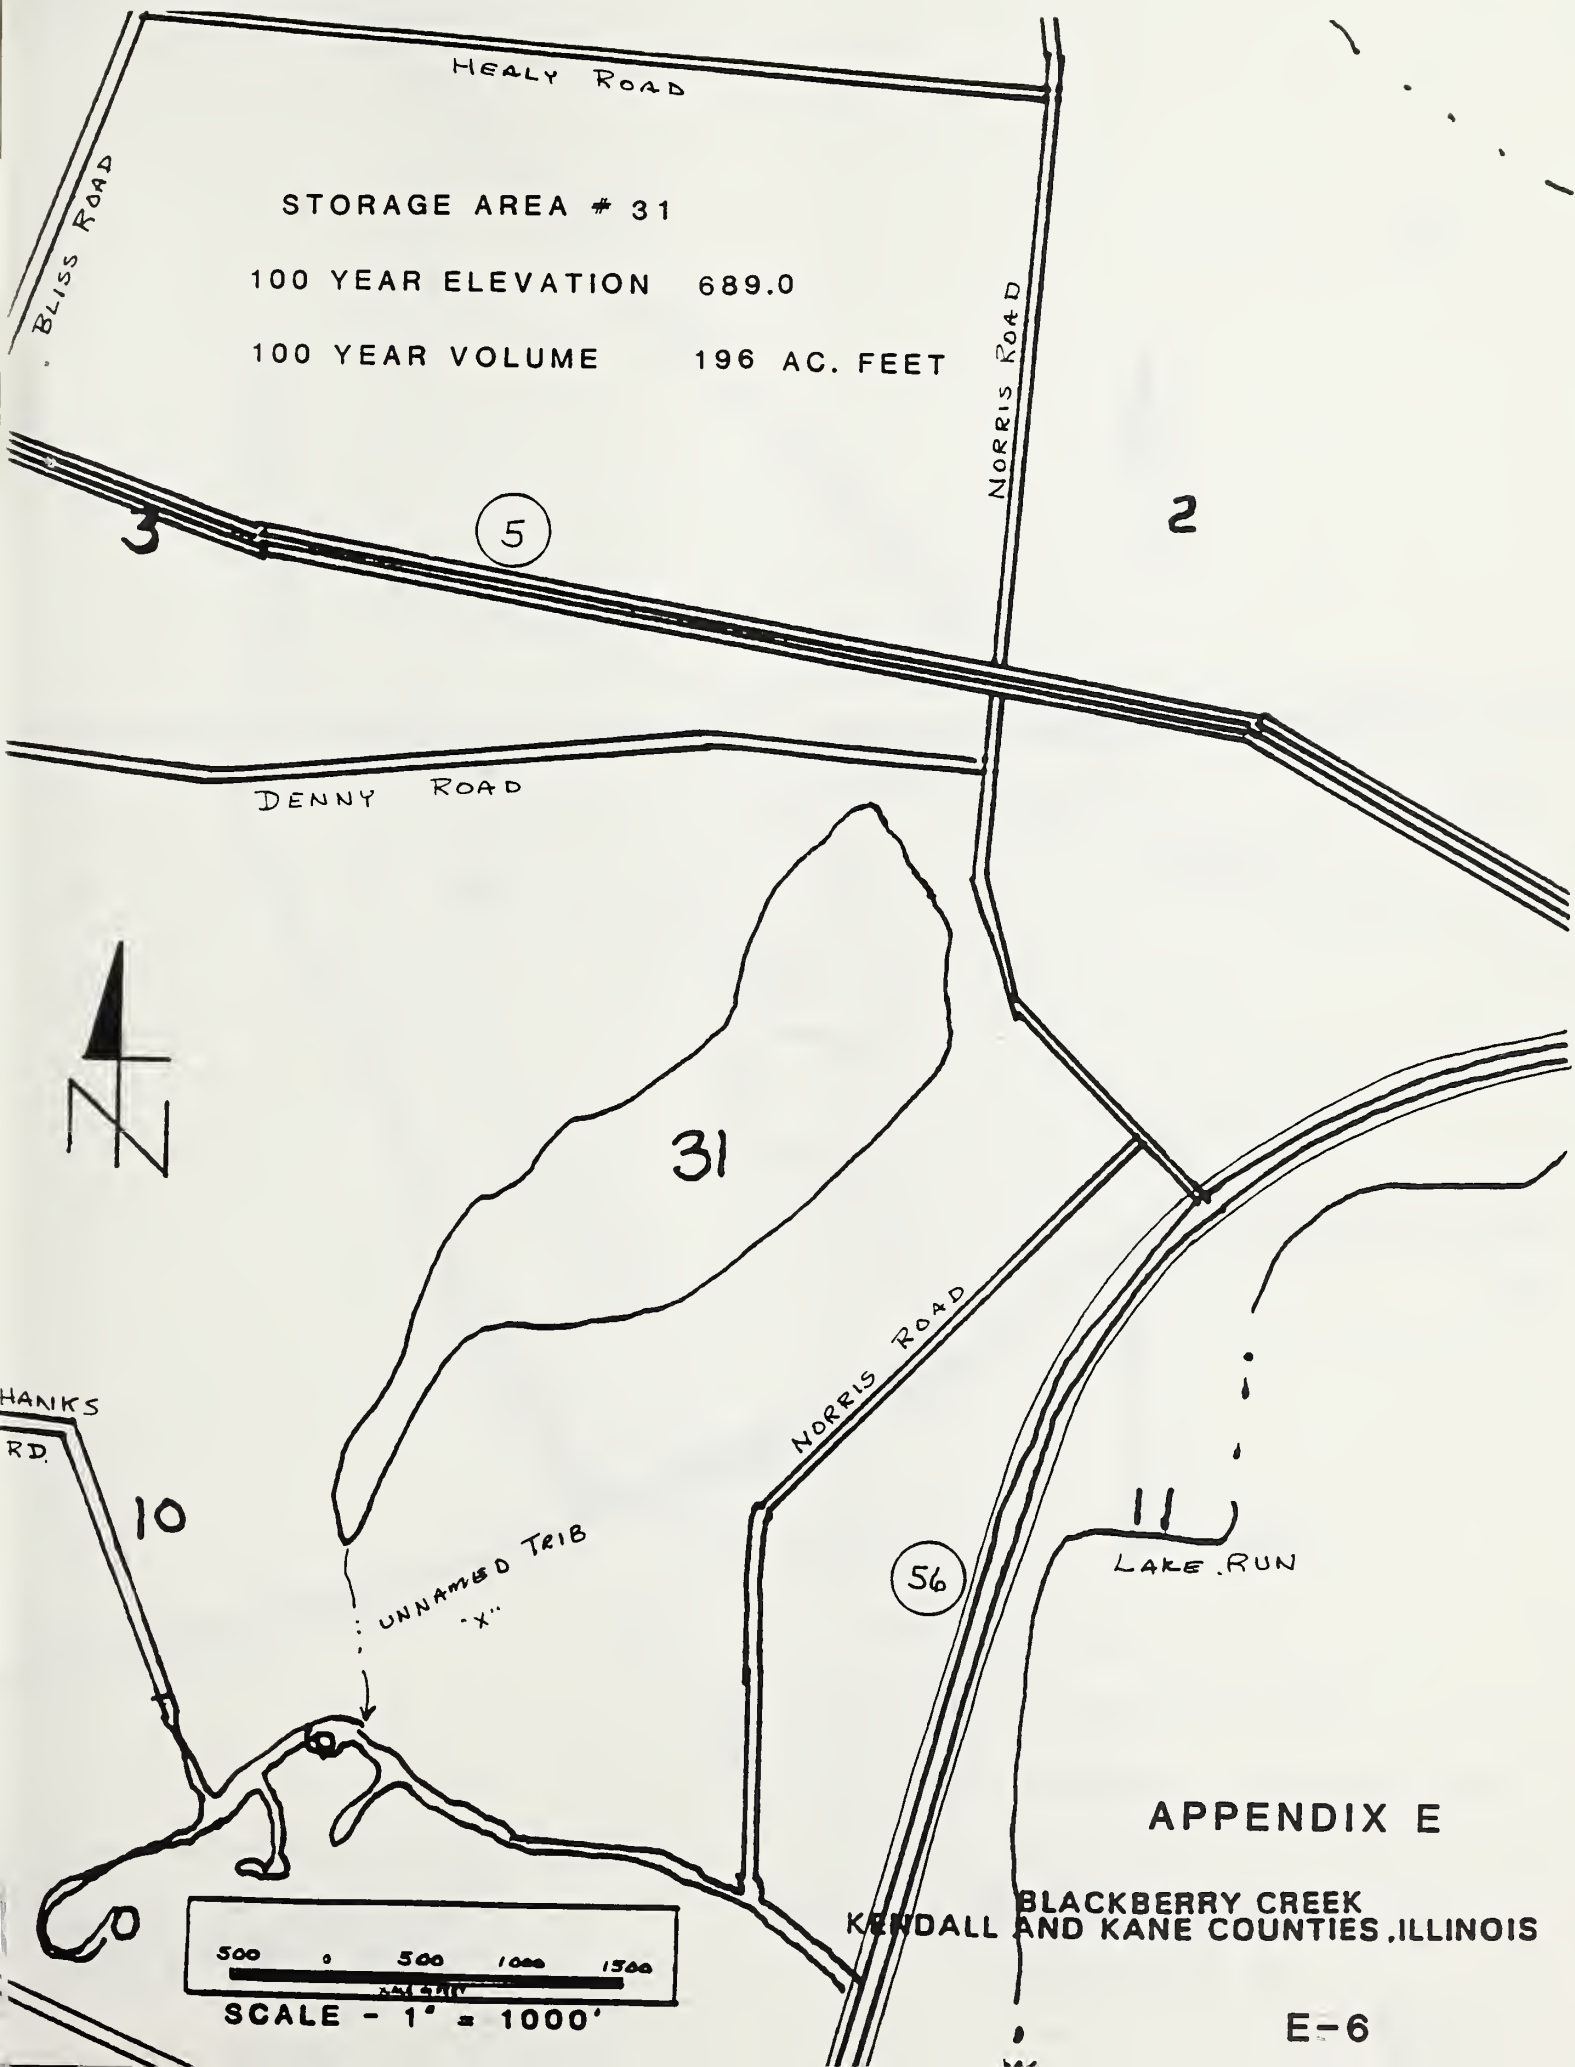 HEALY ROAD
BLISS ROAD
STORAGE AREA # 31
100 YEAR ELEVATION 689.0
100 YEAR VOLUME 196 AC. FEET
NORRIS ROAD
3
5
2
DENNY ROAD
N
31
NORRIS ROAD
HANKS
RD.
10
UNNAMED TRIB
"X"
56
11
LAKE RUN
APPENDIX E
BLACKBERRY CREEK
KENDALL AND KANE COUNTIES, ILLINOIS
500 0 500 1000 1500
SCALE - 1" = 1000'
E-6